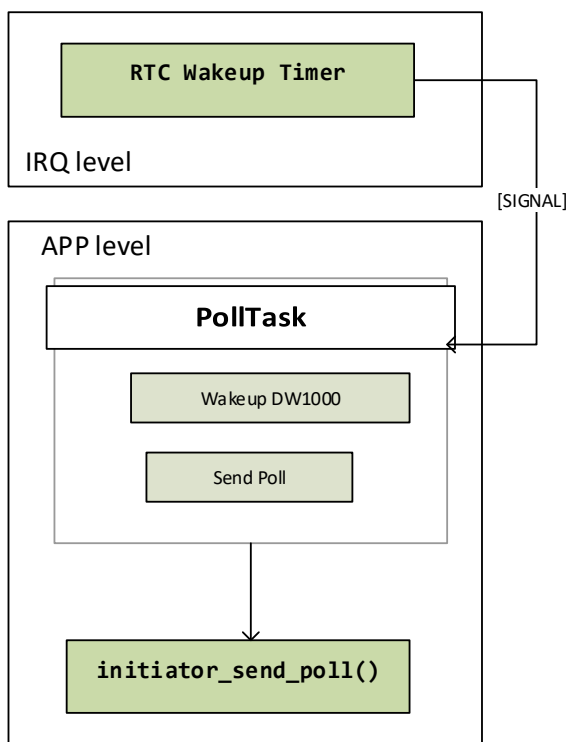 RTC Wakeup Timer
IRQ level
[SIGNAL]
APP level
PollTask
Wakeup DW1000
Send Poll
initiator_send_poll()